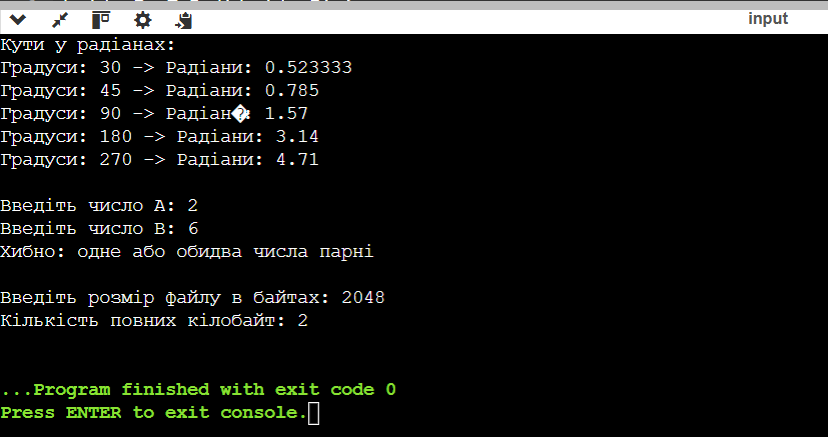 input
Кути у радіанах:
Градуси: 30 -> Радіани: 0.523333
Градуси: 45 -> Радіани: 0.785
Градуси: 90 -> Радіан�: 1.57
Градуси: 180 -> Радіани: 3.14
Градуси: 270 -> Радіани: 4.71
Введіть число A: 2
Введіть число B: 6
Хибно: одне або обидва числа парні
Введіть розмір файлу в байтах: 2048
Кількість повних кілобайт: 2
...Program finished with exit code 0
Press ENTER to exit console.